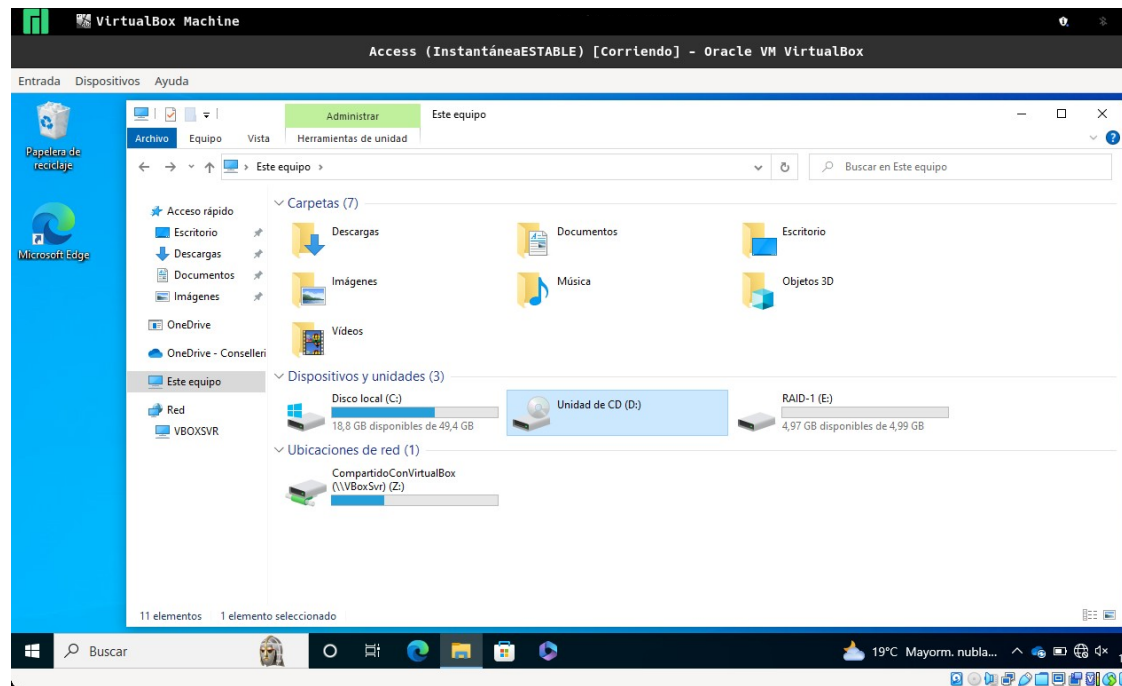 VirtualBox Machine
Access (InstantáneaESTABLE) [Corriendo] - Oracle VM VirtualBox
Entrada Dispositivos Ayuda
Papelera de reciclaje
Microsoft Edge
Administrar
Este equipo
Archivo Equipo Vista Herramientas de unidad
Este equipo
Buscar en Este equipo
Acceso rápido
Escritorio
Descargas
Documentos
Imágenes
OneDrive
OneDrive - Conselleri
Este equipo
Red
VBOXSVR
Carpetas (7)
Descargas
Documentos
Escritorio
Imágenes
Música
Objetos 3D
Vídeos
Dispositivos y unidades (3)
Disco local (C:)
18,8 GB disponibles de 49,4 GB
Unidad de CD (D:)
RAID-1 (E:)
4,97 GB disponibles de 4,99 GB
Ubicaciones de red (1)
CompartidoConVirtualBox
(\\VBoxSvr) (Z:)
11 elementos 1 elemento seleccionado
Buscar
19°C Mayorm. nubla...